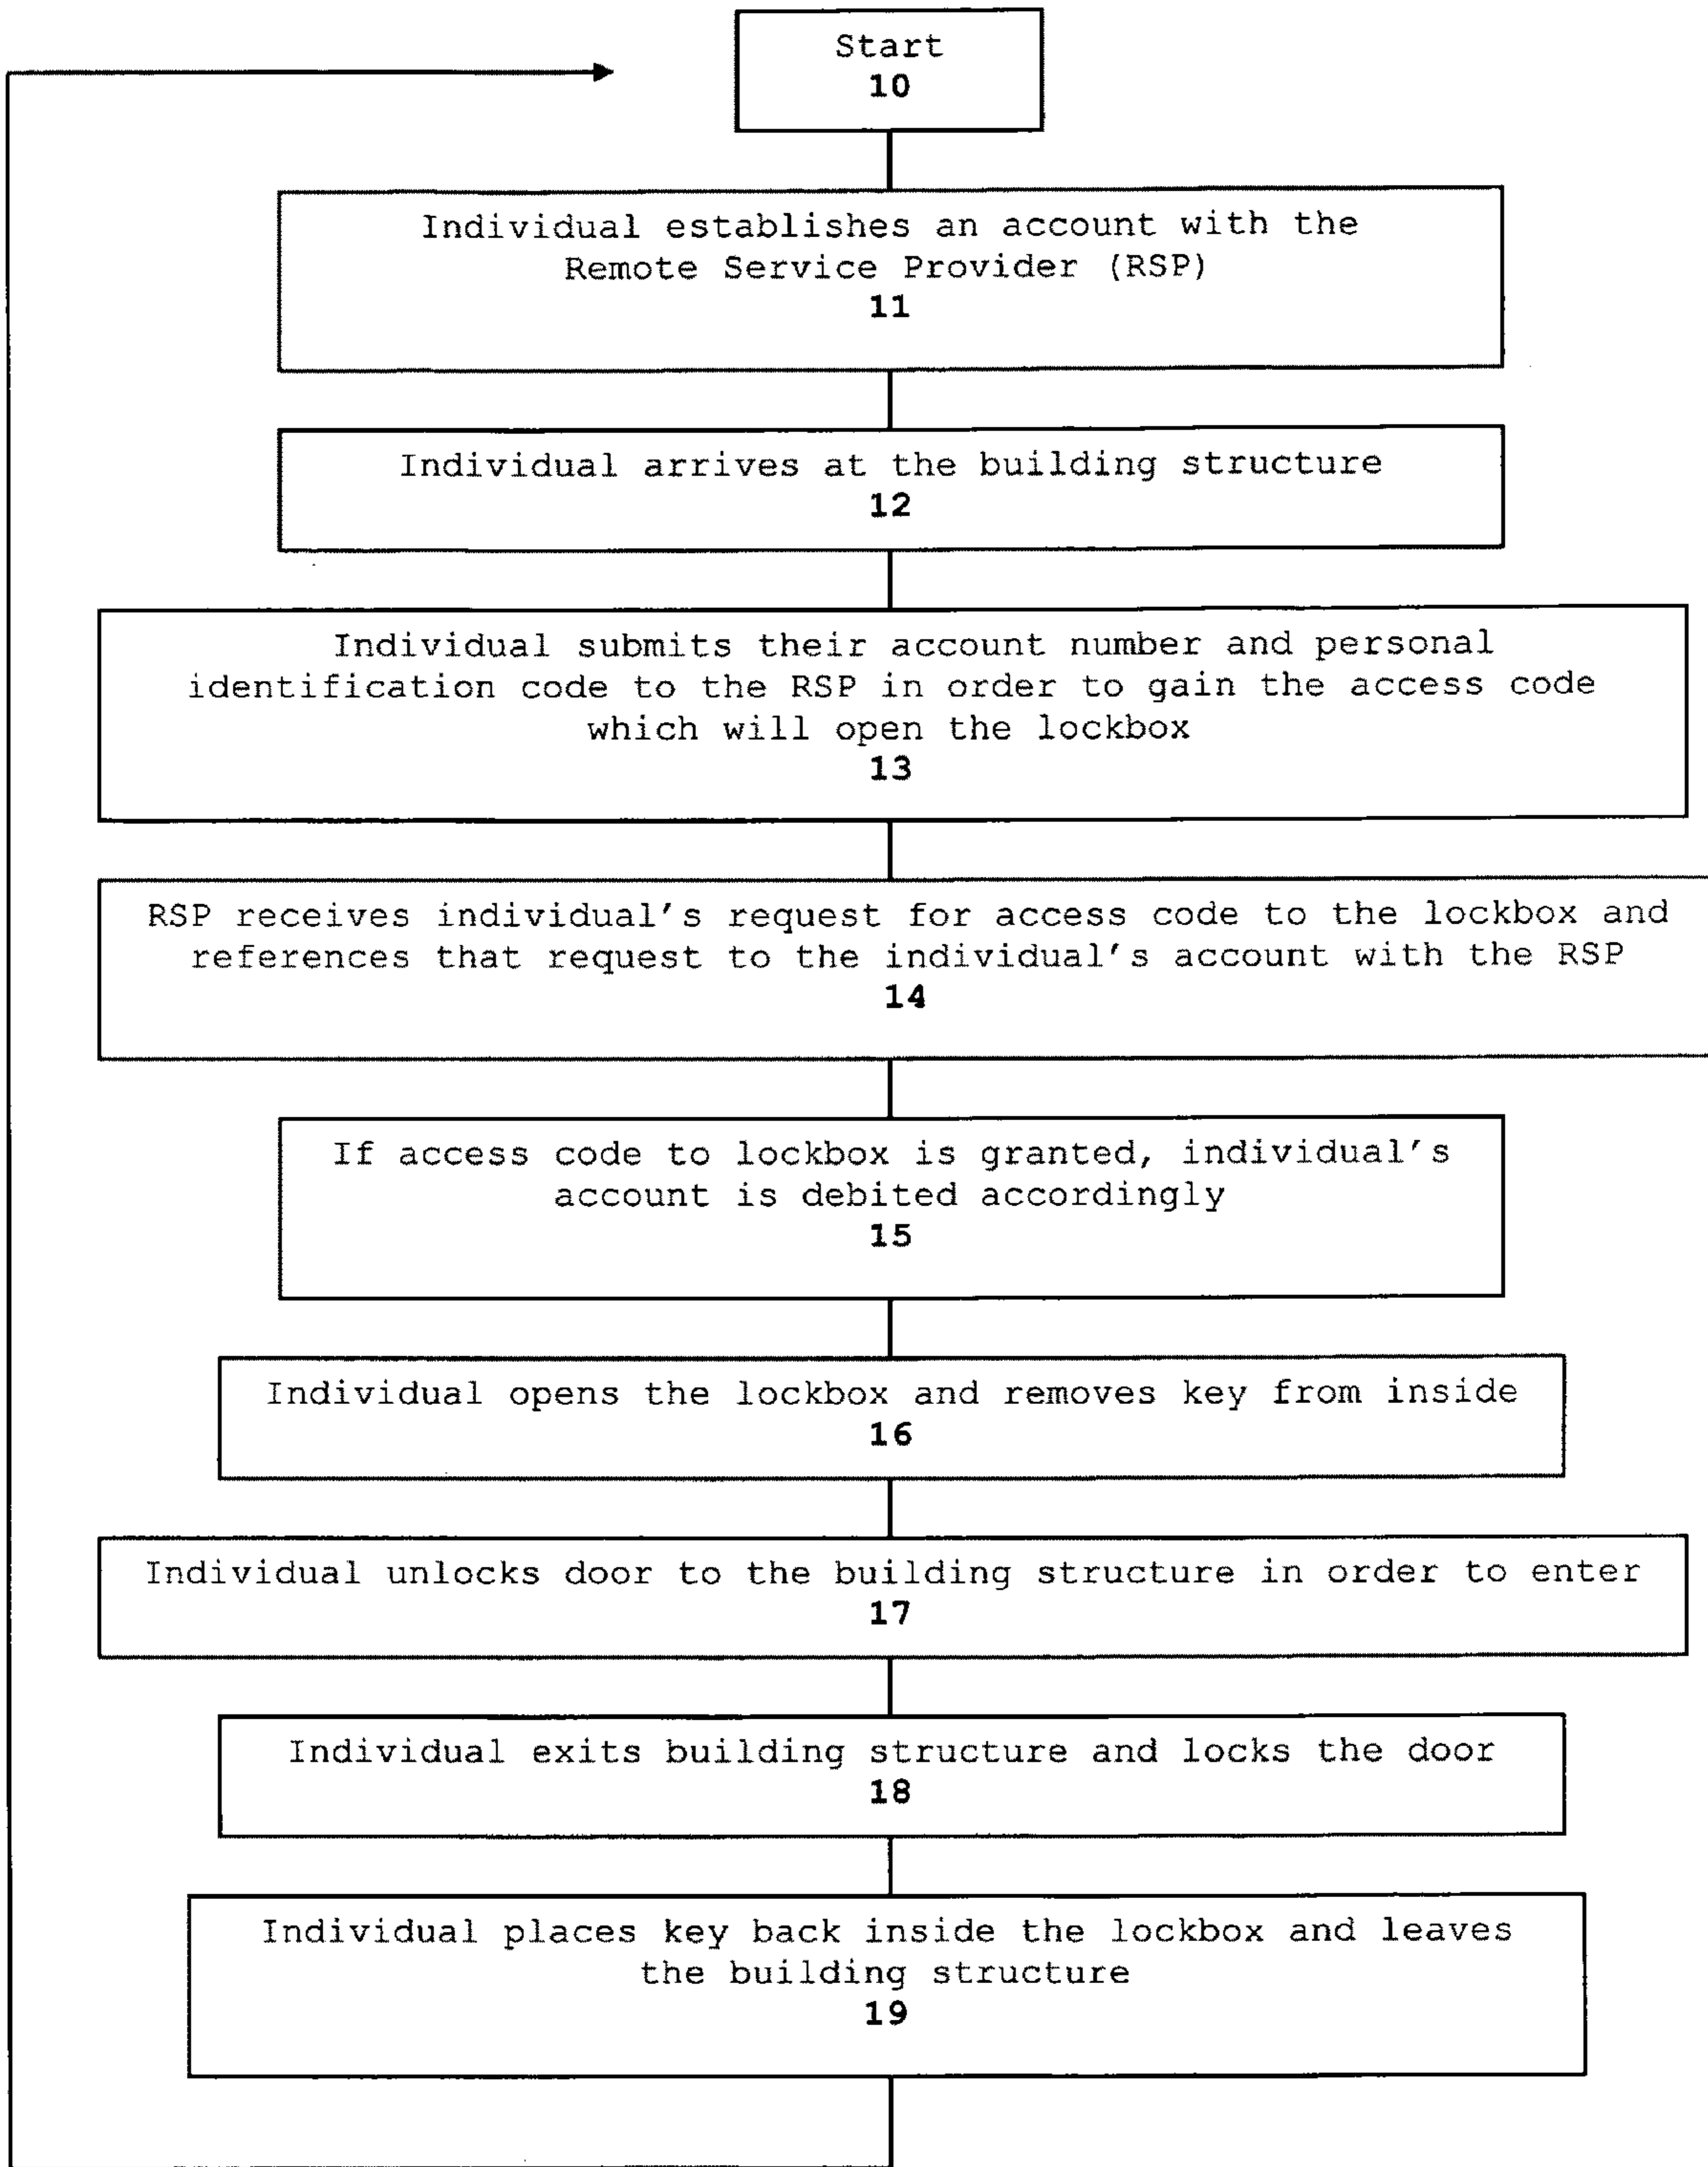 Start
10
Individual establishes an account with the
Remote Service Provider (RSP)
11
Individual arrives at the building structure
12
Individual submits their account number and personal
identification code to the RSP in order to gain the access code
which will open the lockbox
13
RSP receives individual's request for access code to the lockbox and
references that request to the individual's account with the RSP
14
If access code to lockbox is granted, individual's
account is debited accordingly
15
Individual opens the lockbox and removes key from inside
16
Individual unlocks door to the building structure in order to enter
17
Individual exits building structure and locks the door
18
Individual places key back inside the lockbox and leaves
the building structure
19